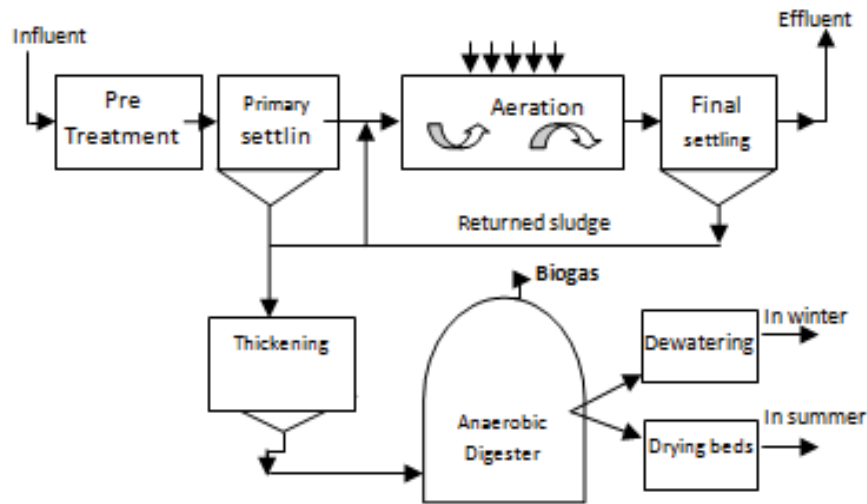 Influent
Effluent
Pre
Treatment
Primary
settlin
Aeration
Final
settling
Returned sludge
Biogas
Thickening
In winter
Dewatering
Anaerobic
Digester
In summer
Drying beds